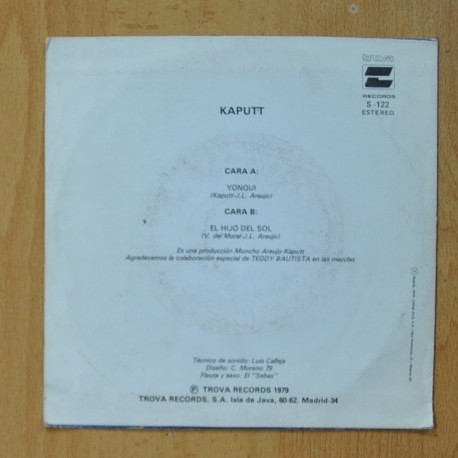 trova
RECORDS
S-122
ESTEREO
KAPUTT
CARA A:
YONQUI
(Kaputt-J.L. Araujo)
CARA B:
EL HIJO DEL SOL
(V. del Moral-J.L. Araujo)
Es una producción Moncho Araujo-Kaputt
Agradecemos la colaboración especial de TEDDY BAUTISTA en las mezclas
Técnico de sonido: Luis Calleja
Diseño: C. Moreno 79
Flauta y saxo: El "Sebas"
Ⓟ TROVA RECORDS 1979
TROVA RECORDS, S.A. Isla de Java, 60-62, Madrid-34